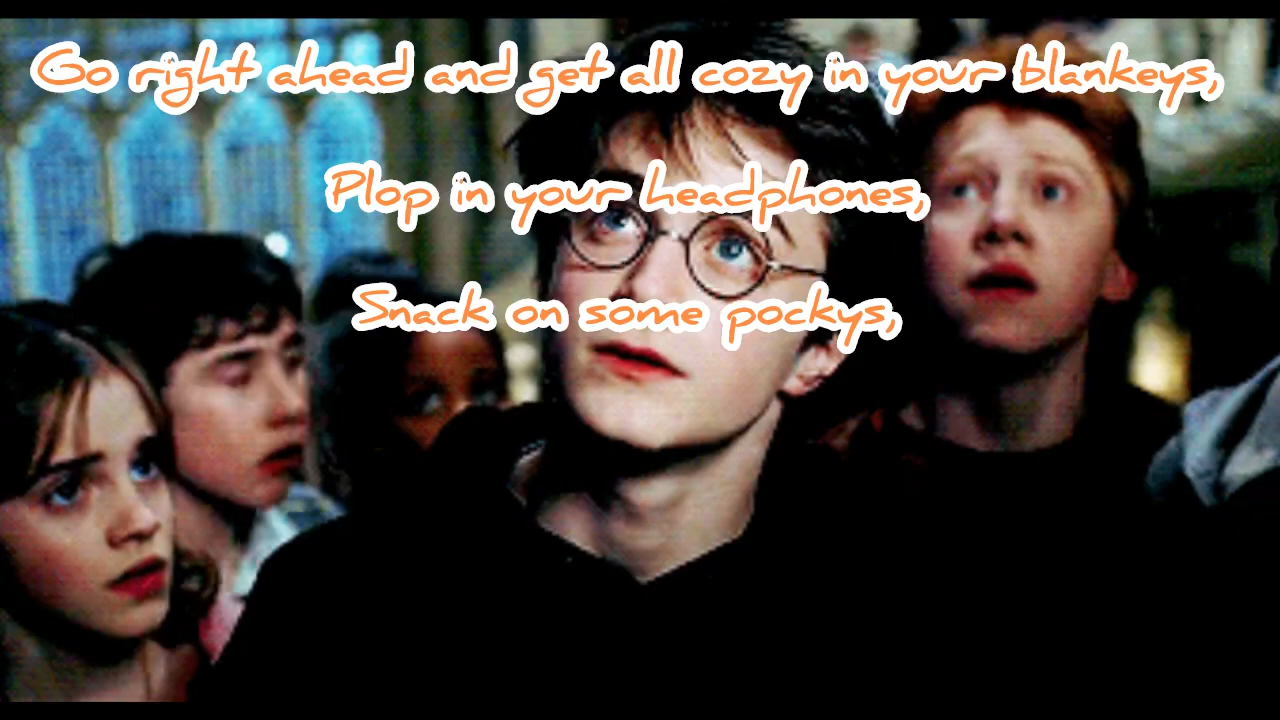 Go right ahead and get all cozy in your blankeys,
Plop in your headphones,
Snack on some pockys,